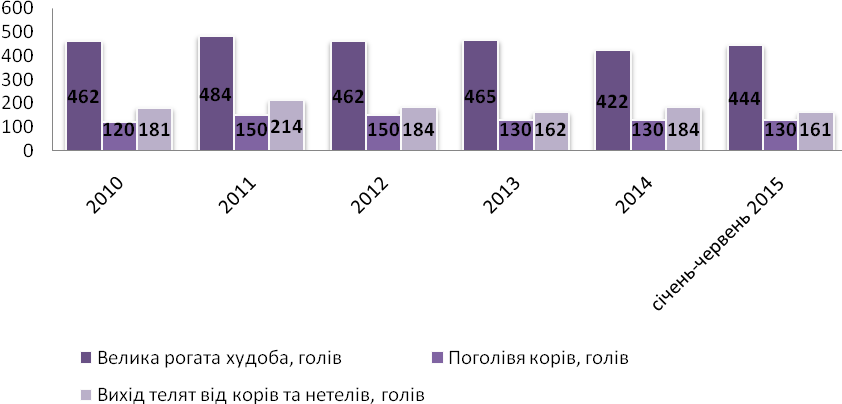 600
500
400
300
200
100
0
462 120 181 484 150 214 462 150 184 465 130 162 422 130 184 444 130 161
2010 2011 2012 2013 2014 січень-червень 2015
Велика рогата худоба, голів Поголівя корів, голів
Вихід телят від корів та нетелів, голів